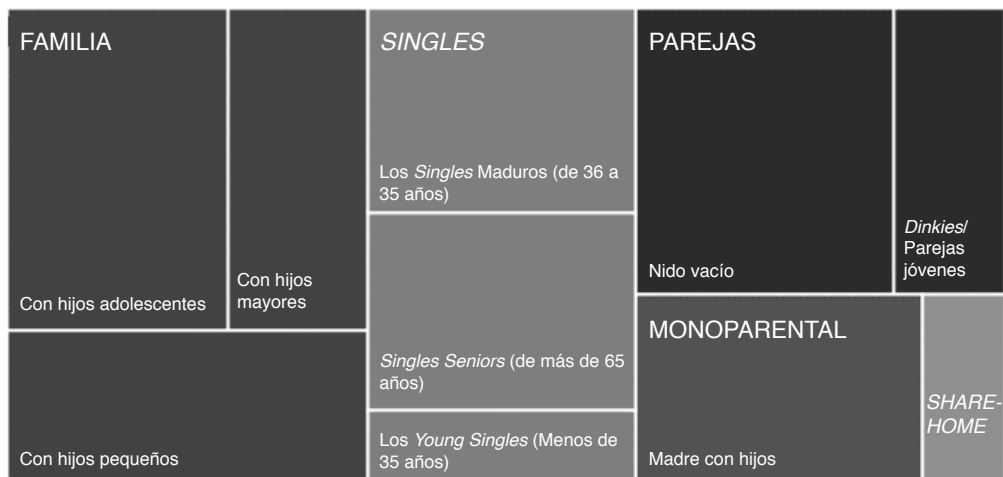 FAMILIA
Con hijos adolescentes
Con hijos
mayores
Con hijos pequeños
SINGLES
Los Singles Maduros (de 36 a
35 años)
Singles Seniors (de más de 65
años)
Los Young Singles (Menos de
35 años)
PAREJAS
Nido vacío
Dinkies/
Parejas
jóvenes
MONOPARENTAL
Madre con hijos
SHARE-
HOME